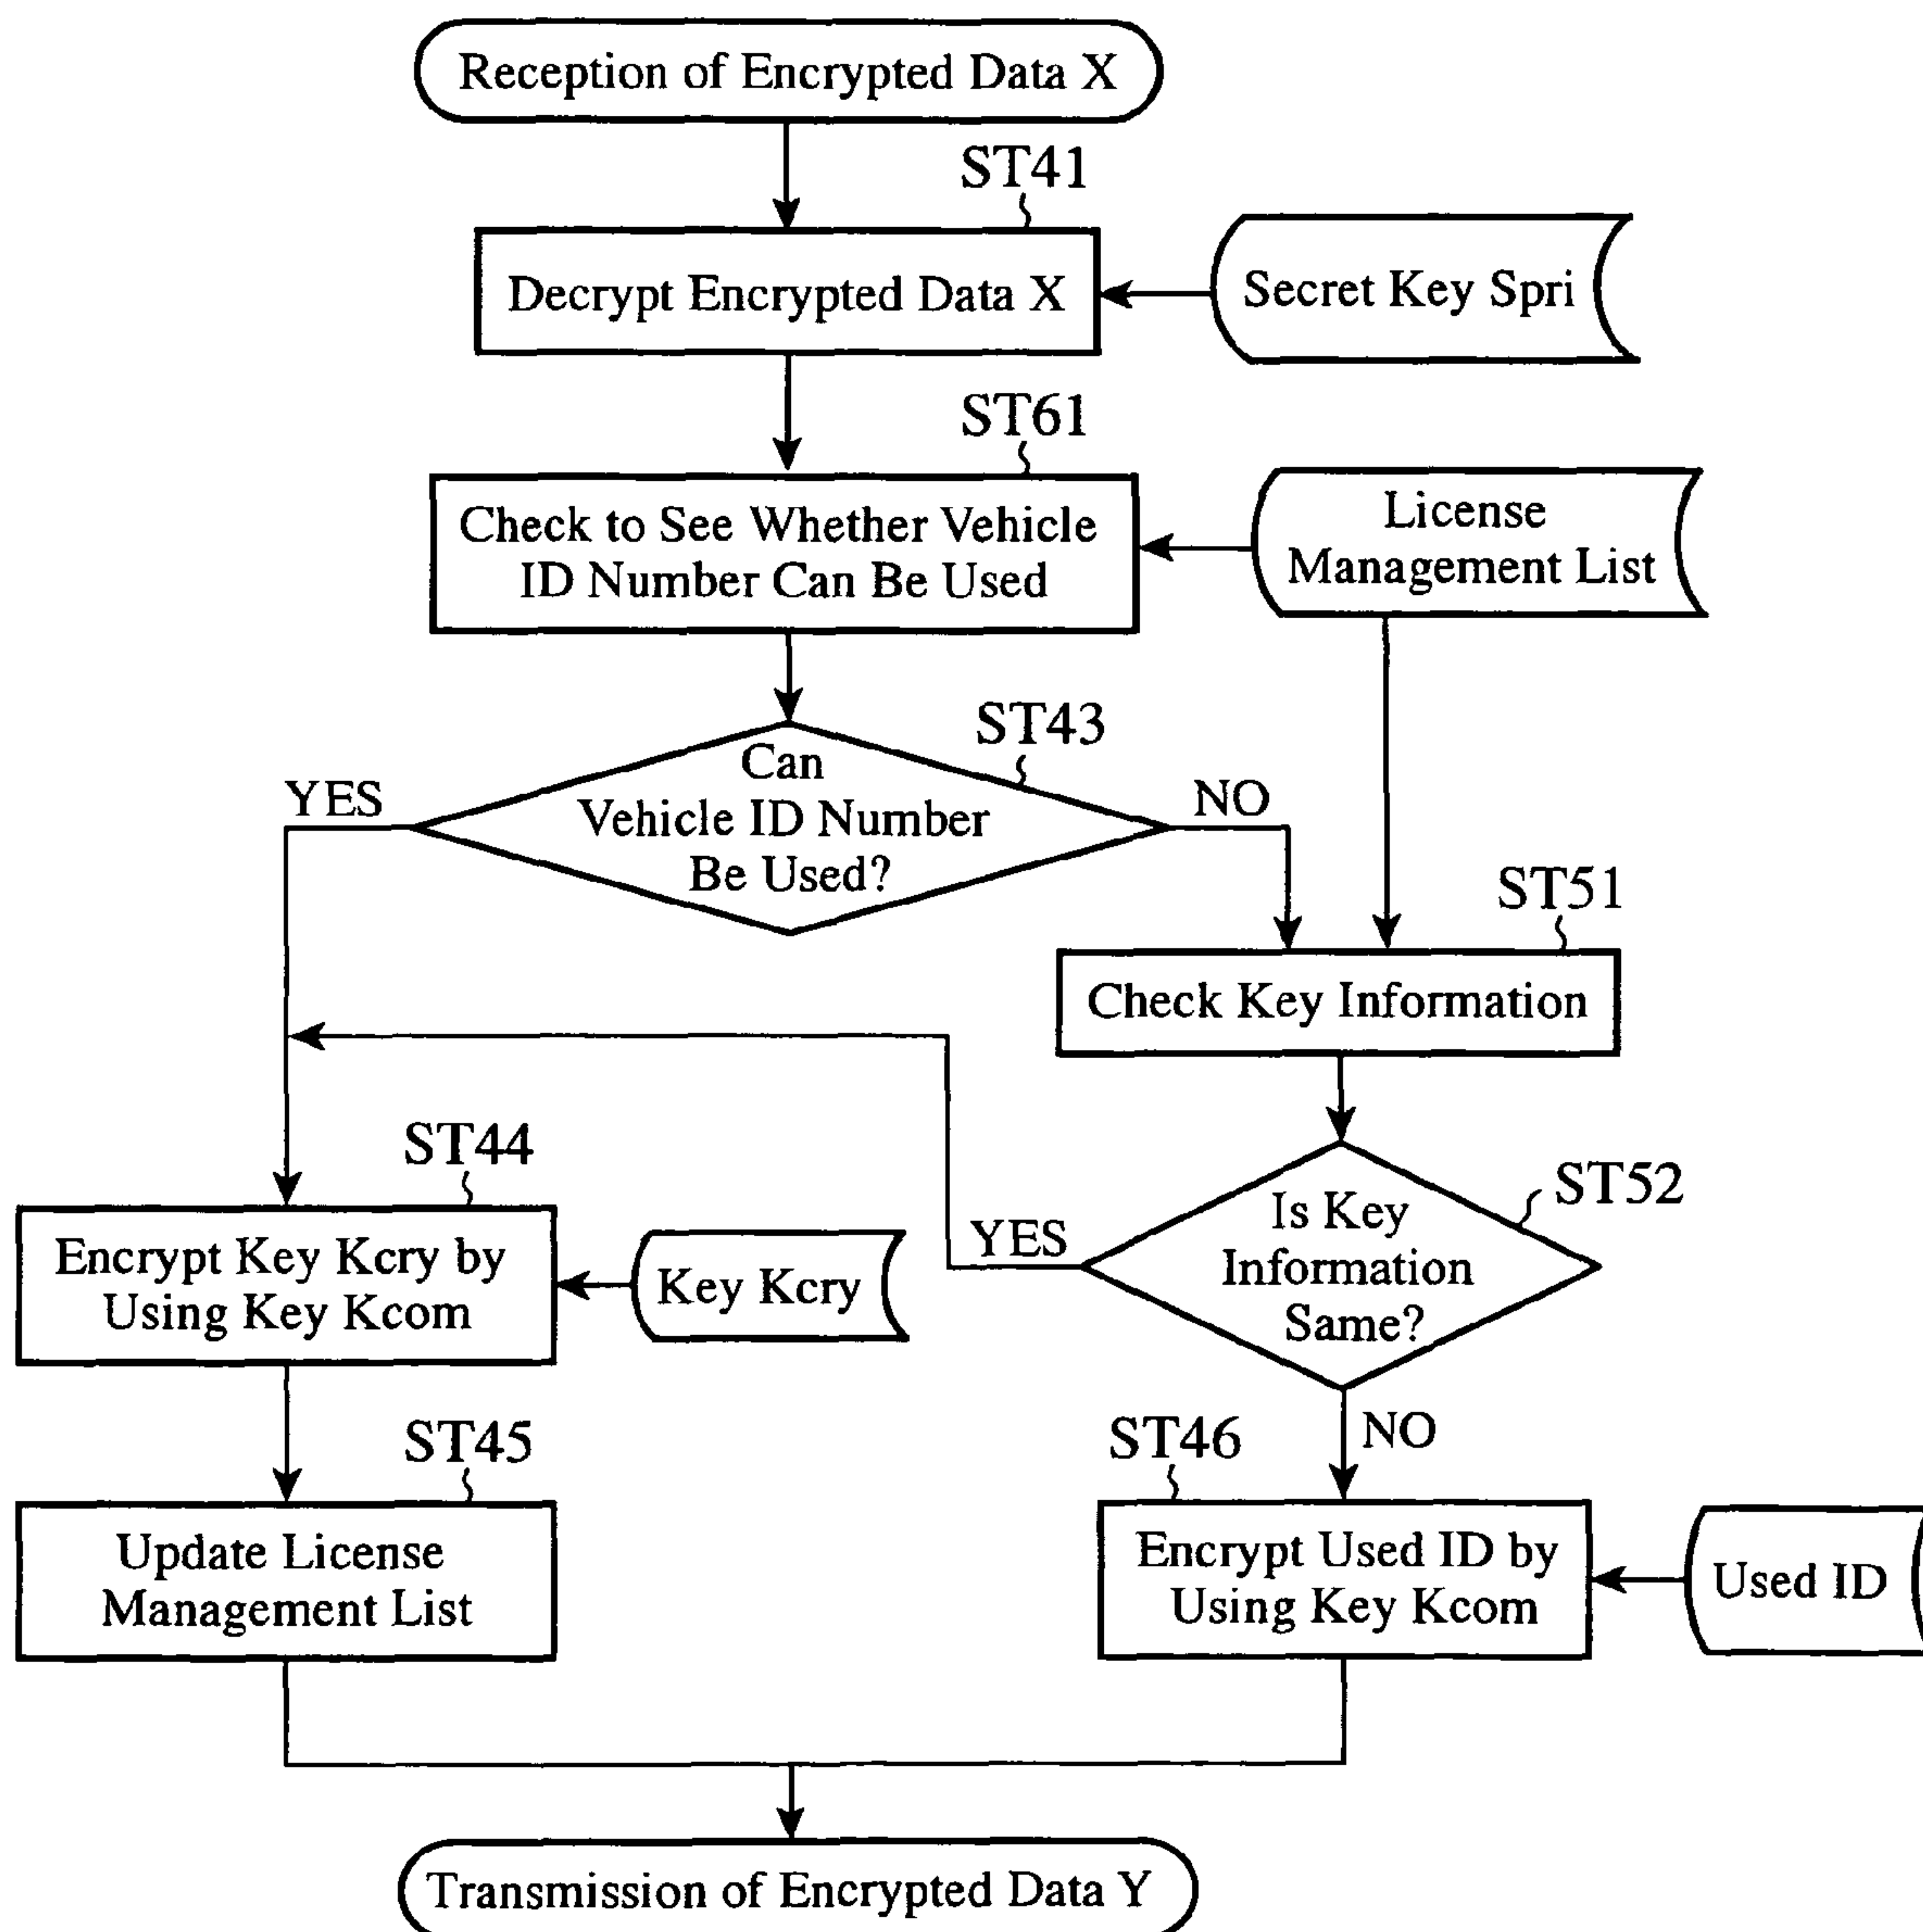 Reception of Encrypted Data X
ST41
Decrypt Encrypted Data X
Secret Key Spri
ST61
Check to See Whether Vehicle
ID Number Can Be Used
License
Management List
ST43
Can
Vehicle ID Number
Be Used?
YES
NO
ST51
Check Key Information
ST52
Is Key
Information
Same?
YES
NO
ST44
Encrypt Key Kcry by
Using Key Kcom
Key Kcry
ST45
Update License
Management List
ST46
Encrypt Used ID by
Using Key Kcom
Used ID
Transmission of Encrypted Data Y